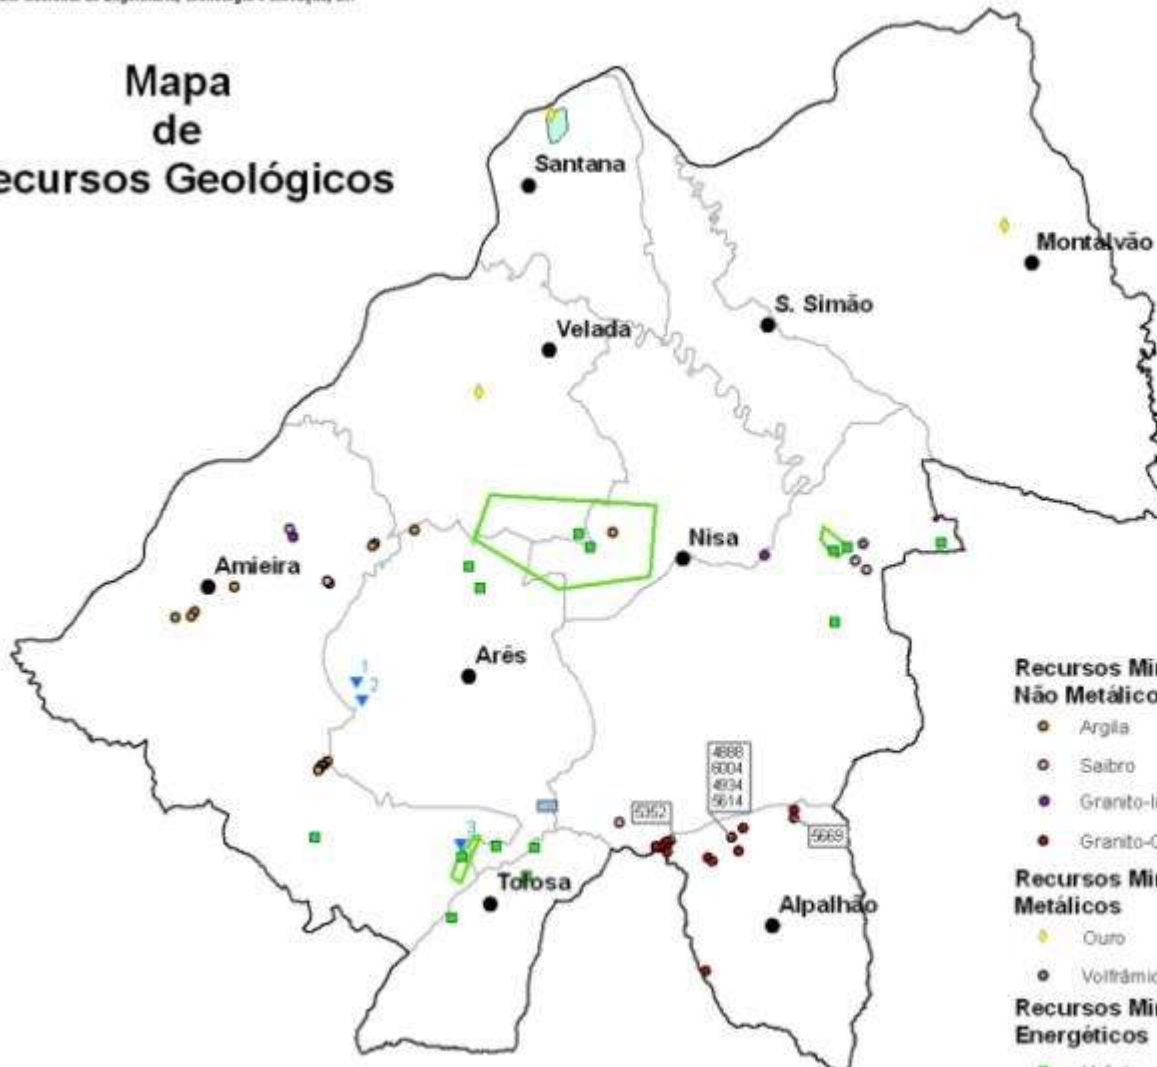 Mapa
de
ecursos Geológicos
Santana
Montalvão
S. Simão
Velada
Nisa
Amieira
Arês
1
2
4888
6004
4934
5614
5352
5669
3
Tolosa
Alpalhão
Recursos Mi
Não Metálico
Argila
Saibro
Granito-I
Granito-O
Recursos Mi
Metálicos
Ouro
Volfrâmi
Recursos Mi
Energéticos